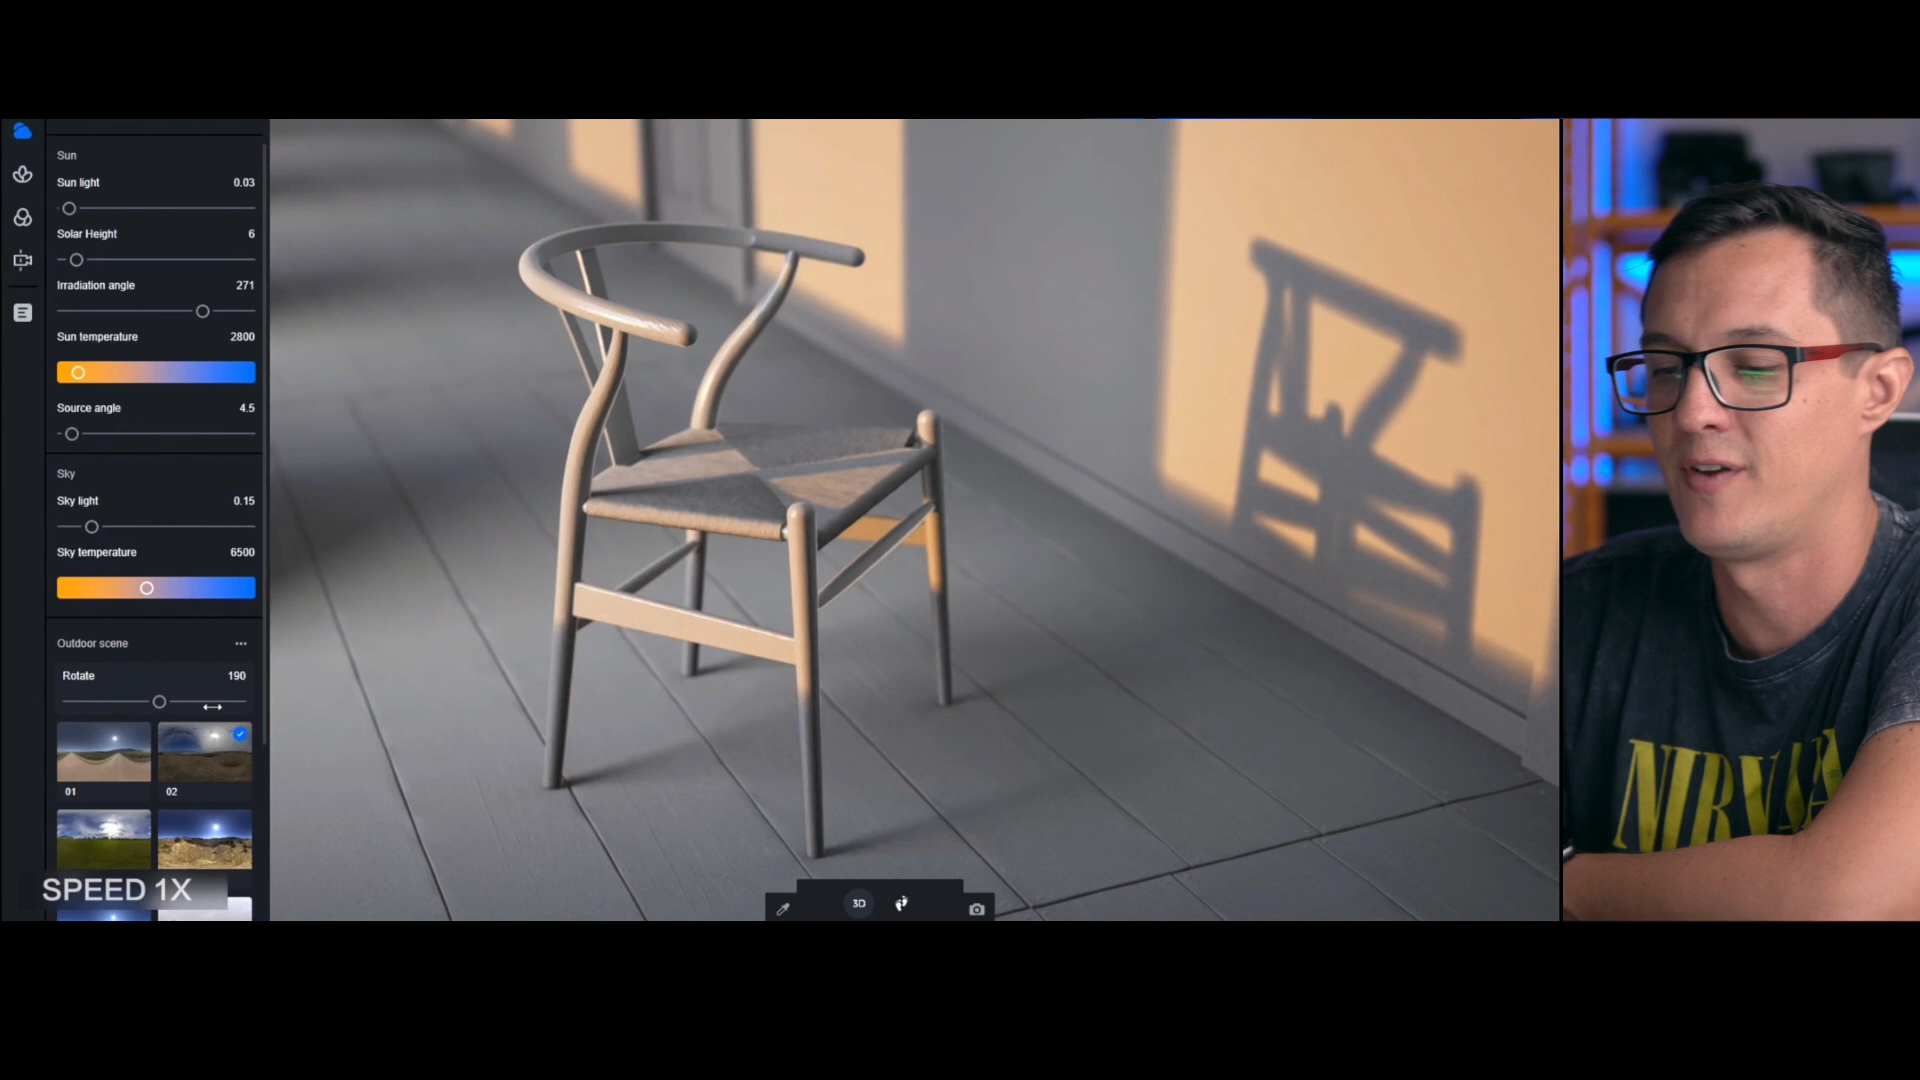 Sun
Sun light 0.03
Solar Height 6
Irradiation angle 271
Sun temperature 2800
Source angle 4.5
Sky
Sky light 0.15
Sky temperature 6500
Outdoor scene ...
Rotate 190
01 02
SPEED 1X
3D
NIRVANA